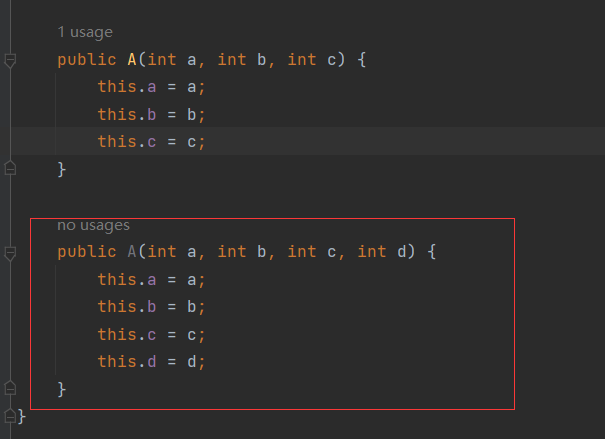 1 usage
public A(int a, int b, int c) {
this.a = a;
this.b = b;
this.c = c;
}
no usages
public A(int a, int b, int c, int d) {
this.a = a;
this.b = b;
this.c = c;
this.d = d;
}
}